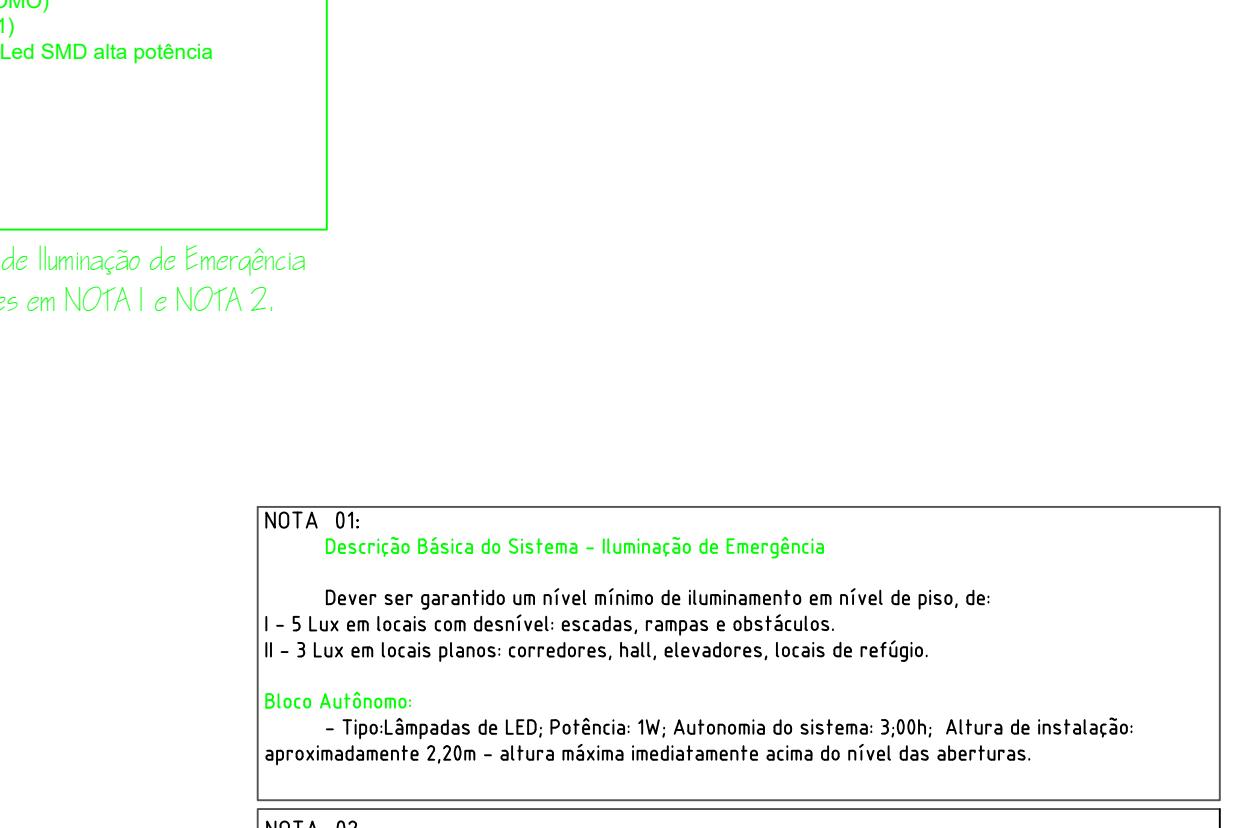 1)
Led SMD alta potência
de Iluminação de Emergência
es em NOTA 1 e NOTA 2.
NOTA 01:
Descrição Básica do Sistema - Iluminação de Emergência
Dever ser garantido um nível mínimo de iluminamento em nível de piso, de:
I - 5 Lux em locais com desnível: escadas, rampas e obstáculos.
II - 3 Lux em locais planos: corredores, hall, elevadores, locais de refúgio.
Bloco Autônomo:
- Tipo:Lâmpadas de LED; Potência: 1W; Autonomia do sistema: 3;00h; Altura de instalação:
aproximadamente 2,20m - altura máxima imediatamente acima do nível das aberturas.
NOTA 02